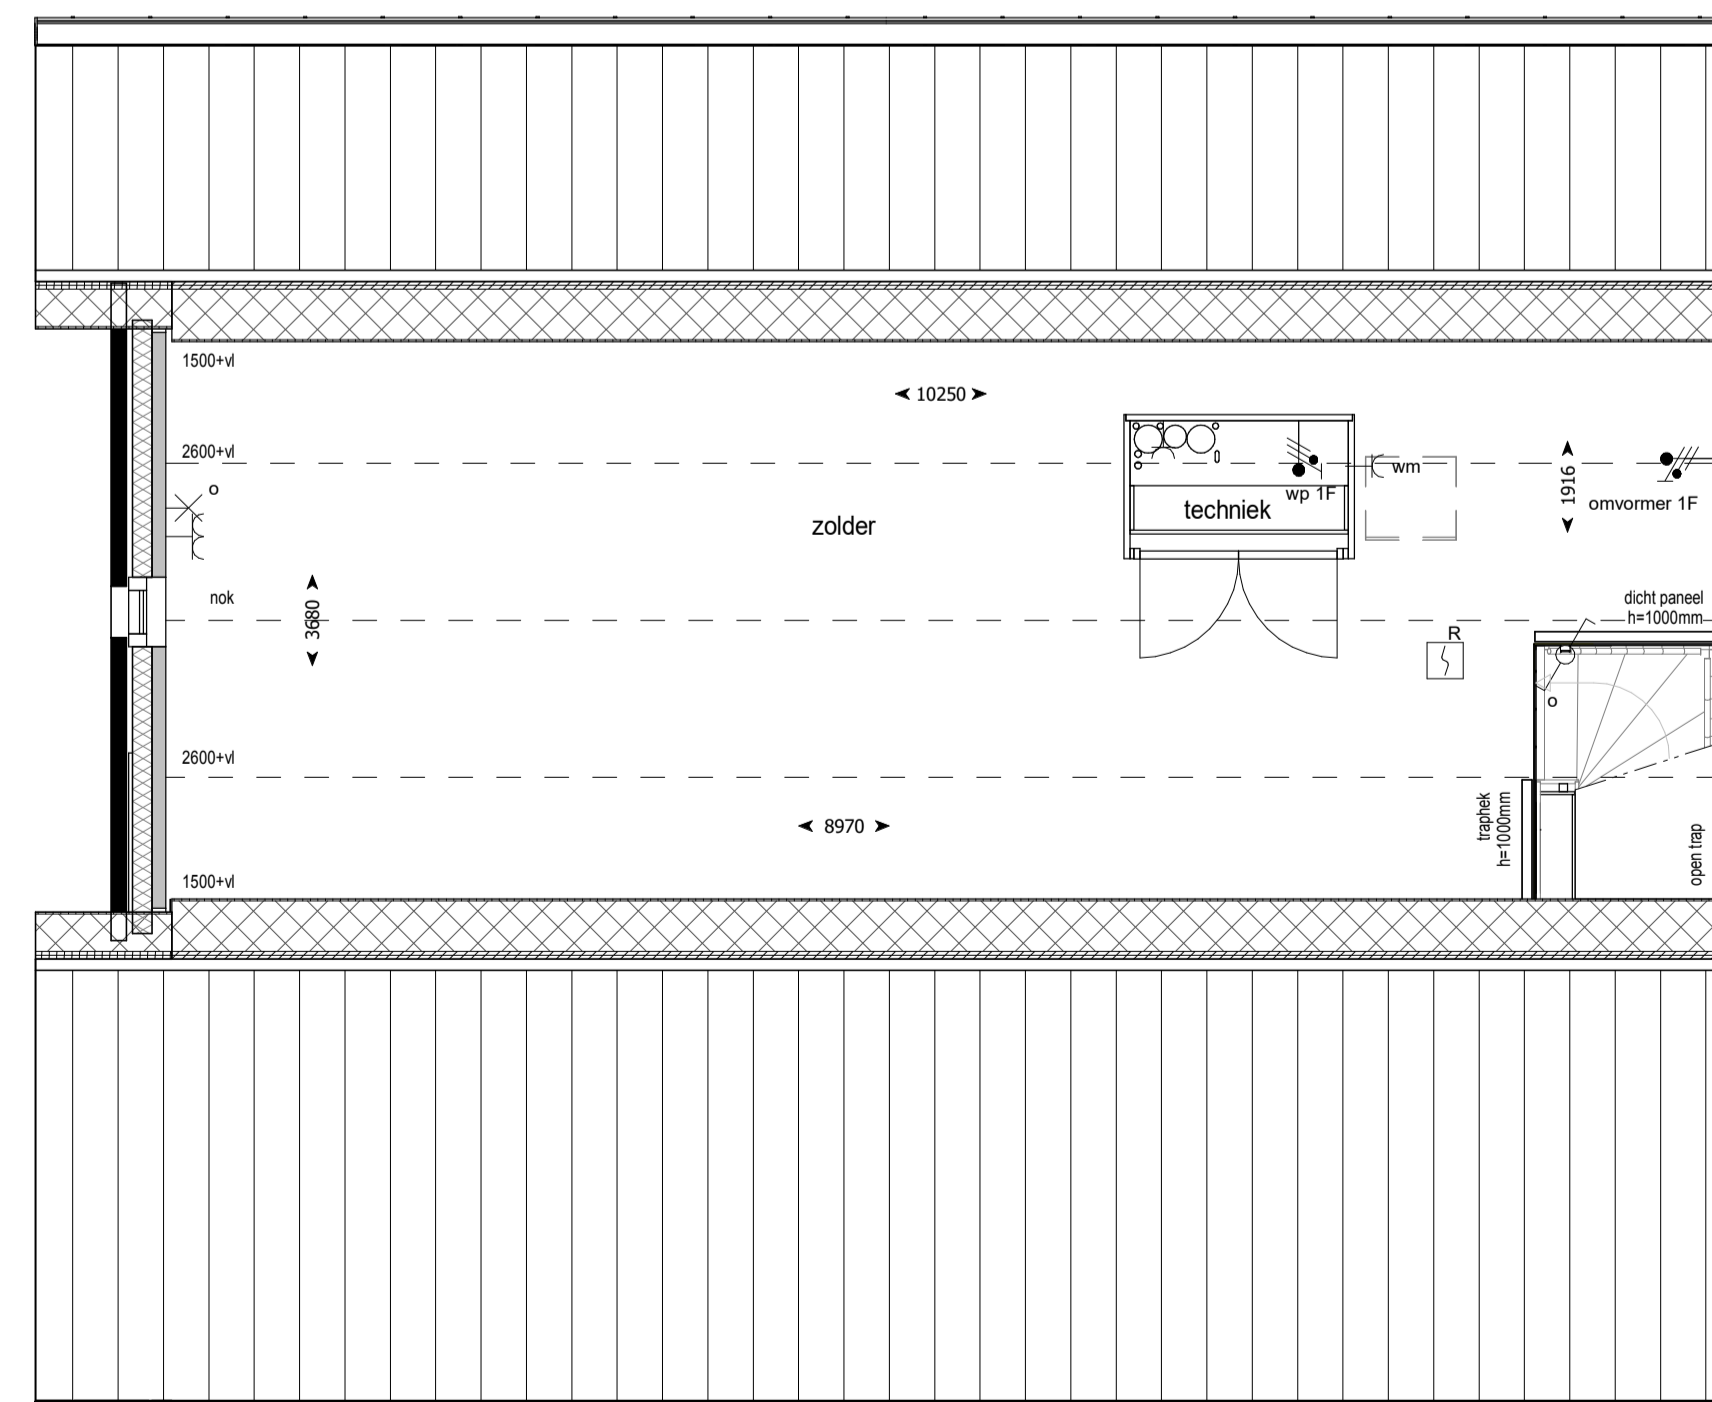 1500+vl
10250
2600+vl
wm
o
wp 1F
1916
omvormer 1F
techniek
zolder
nok
3680
dicht paneel
h=1000mm
R
o
2600+vl
traphek
h=1000mm
8970
open trap
1500+vl